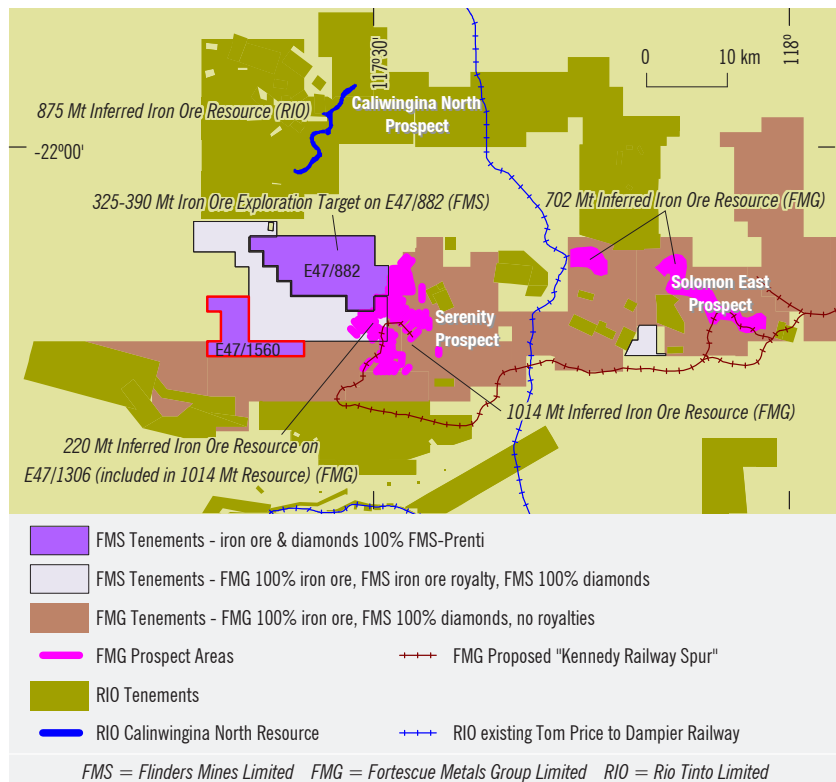 117º30'
118º
0 10 km
875 Mt Inferred Iron Ore Resource (RIO)
Caliwingina North
Prospect
-22º00'
325-390 Mt Iron Ore Exploration Target on E47/882 (FMS)
702 Mt Inferred Iron Ore Resource (FMG)
E47/882
Solomon East
Prospect
Serenity
Prospect
E47/1560
1014 Mt Inferred Iron Ore Resource (FMG)
220 Mt Inferred Iron Ore Resource on
E47/1306 (included in 1014 Mt Resource) (FMG)
FMS Tenements - iron ore & diamonds 100% FMS-Prenti
FMS Tenements - FMG 100% iron ore, FMS iron ore royalty, FMS 100% diamonds
FMG Tenements - FMG 100% iron ore, FMS 100% diamonds, no royalties
FMG Prospect Areas
FMG Proposed "Kennedy Railway Spur"
RIO Tenements
RIO Calinwingina North Resource
RIO existing Tom Price to Dampier Railway
FMS = Flinders Mines Limited FMG = Fortescue Metals Group Limited RIO = Rio Tinto Limited